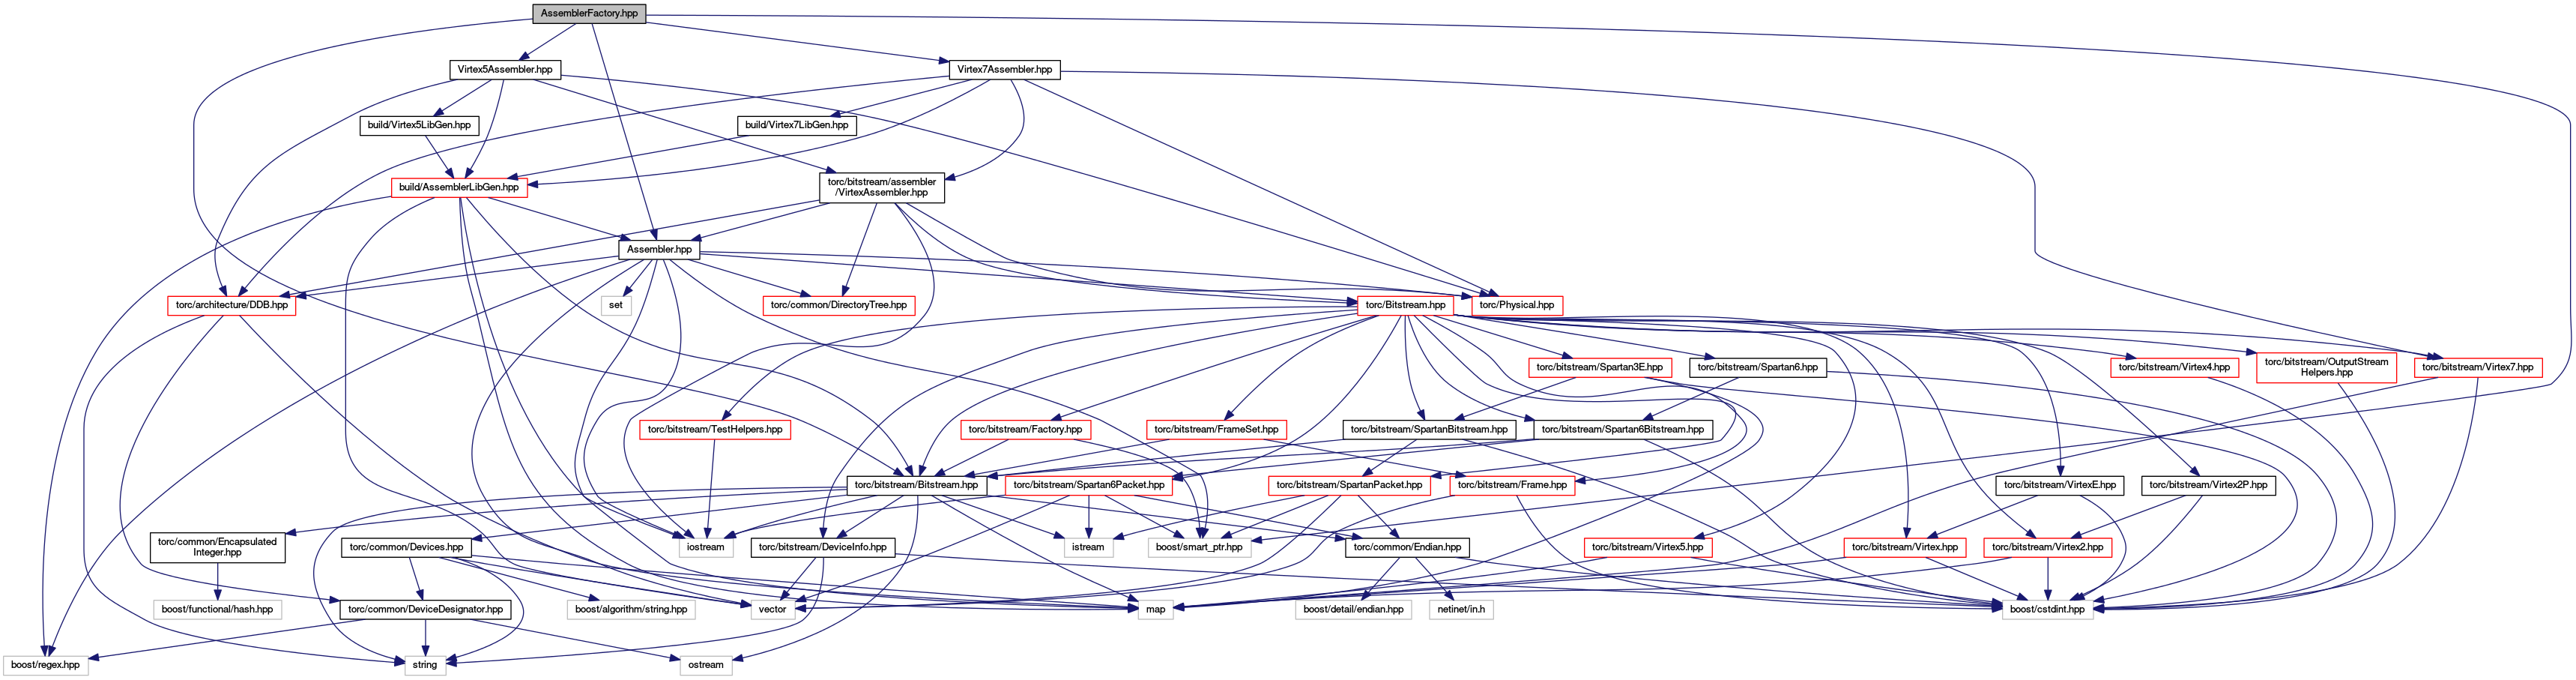 AssemblerFactory.hpp
Virtex5Assembler.hpp
Virtex7Assembler.hpp
build/Virtex5LibGen.hpp
build/Virtex7LibGen.hpp
build/AssemblerLibGen.hpp
torc/bitstream/assembler
/VirtexAssembler.hpp
Assembler.hpp
torc/architecture/DDB.hpp
set
torc/common/DirectoryTree.hpp
torc/Bitstream.hpp
torc/Physical.hpp
torc/bitstream/Spartan3E.hpp
torc/bitstream/Spartan6.hpp
torc/bitstream/Virtex4.hpp
torc/bitstream/OutputStream
Helpers.hpp
torc/bitstream/Virtex7.hpp
torc/bitstream/TestHelpers.hpp
torc/bitstream/Factory.hpp
torc/bitstream/FrameSet.hpp
torc/bitstream/SpartanBitstream.hpp
torc/bitstream/Spartan6Bitstream.hpp
torc/bitstream/Bitstream.hpp
torc/bitstream/Spartan6Packet.hpp
torc/bitstream/SpartanPacket.hpp
torc/bitstream/Frame.hpp
torc/bitstream/VirtexE.hpp
torc/bitstream/Virtex2P.hpp
torc/common/Encapsulated
Integer.hpp
torc/common/Devices.hpp
iostream
torc/bitstream/DeviceInfo.hpp
istream
boost/smart_ptr.hpp
torc/common/Endian.hpp
torc/bitstream/Virtex5.hpp
torc/bitstream/Virtex.hpp
torc/bitstream/Virtex2.hpp
boost/functional/hash.hpp
torc/common/DeviceDesignator.hpp
boost/algorithm/string.hpp
vector
map
boost/detail/endian.hpp
netinet/in.h
boost/cstdint.hpp
boost/regex.hpp
string
ostream